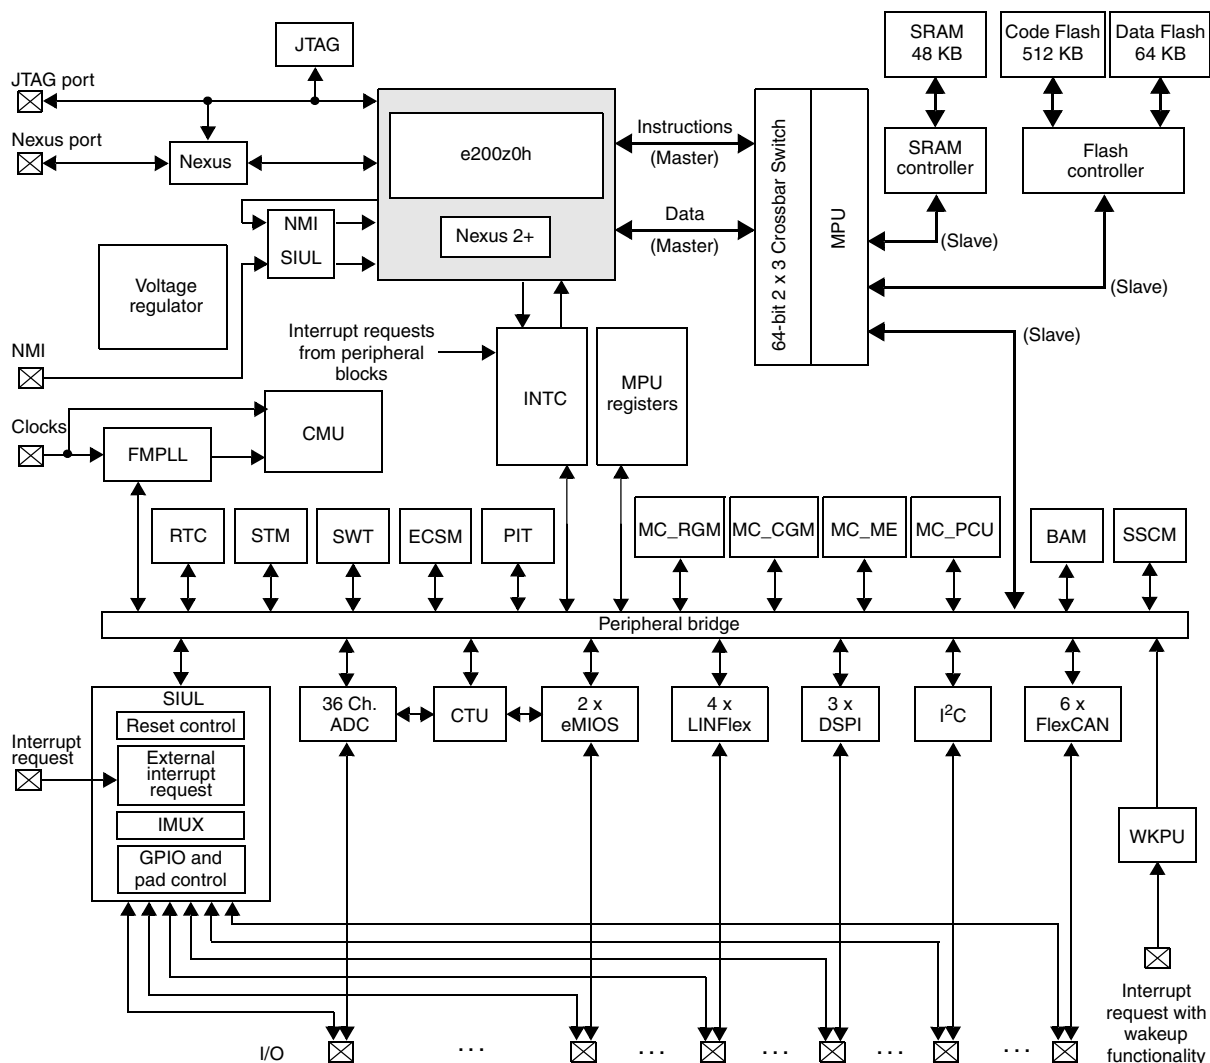 JTAG
SRAM
48 KB
Code Flash
512 KB
Data Flash
64 KB
JTAG port
Nexus port
Nexus
e200z0h
Nexus 2+
Instructions
(Master)
Data
(Master)
64-bit 2 x 3 Crossbar Switch
MPU
SRAM
controller
Flash
controller
(Slave)
(Slave)
(Slave)
NMI
SIUL
Voltage
regulator
NMI
Interrupt requests
from peripheral
blocks
INTC
MPU
registers
Clocks
FMPLL
CMU
RTC
STM
SWT
ECSM
PIT
MC_RGM
MC_CGM
MC_ME
MC_PCU
BAM
SSCM
Peripheral bridge
SIUL
Reset control
External
interrupt
request
IMUX
GPIO and
pad control
Interrupt
request
36 Ch.
ADC
CTU
2 x
eMIOS
4 x
LINFlex
3 x
DSPI
I²C
6 x
FlexCAN
WKPU
I/O
. . .
. . .
. . .
. . .
. . .
Interrupt
request with
wakeup
functionality